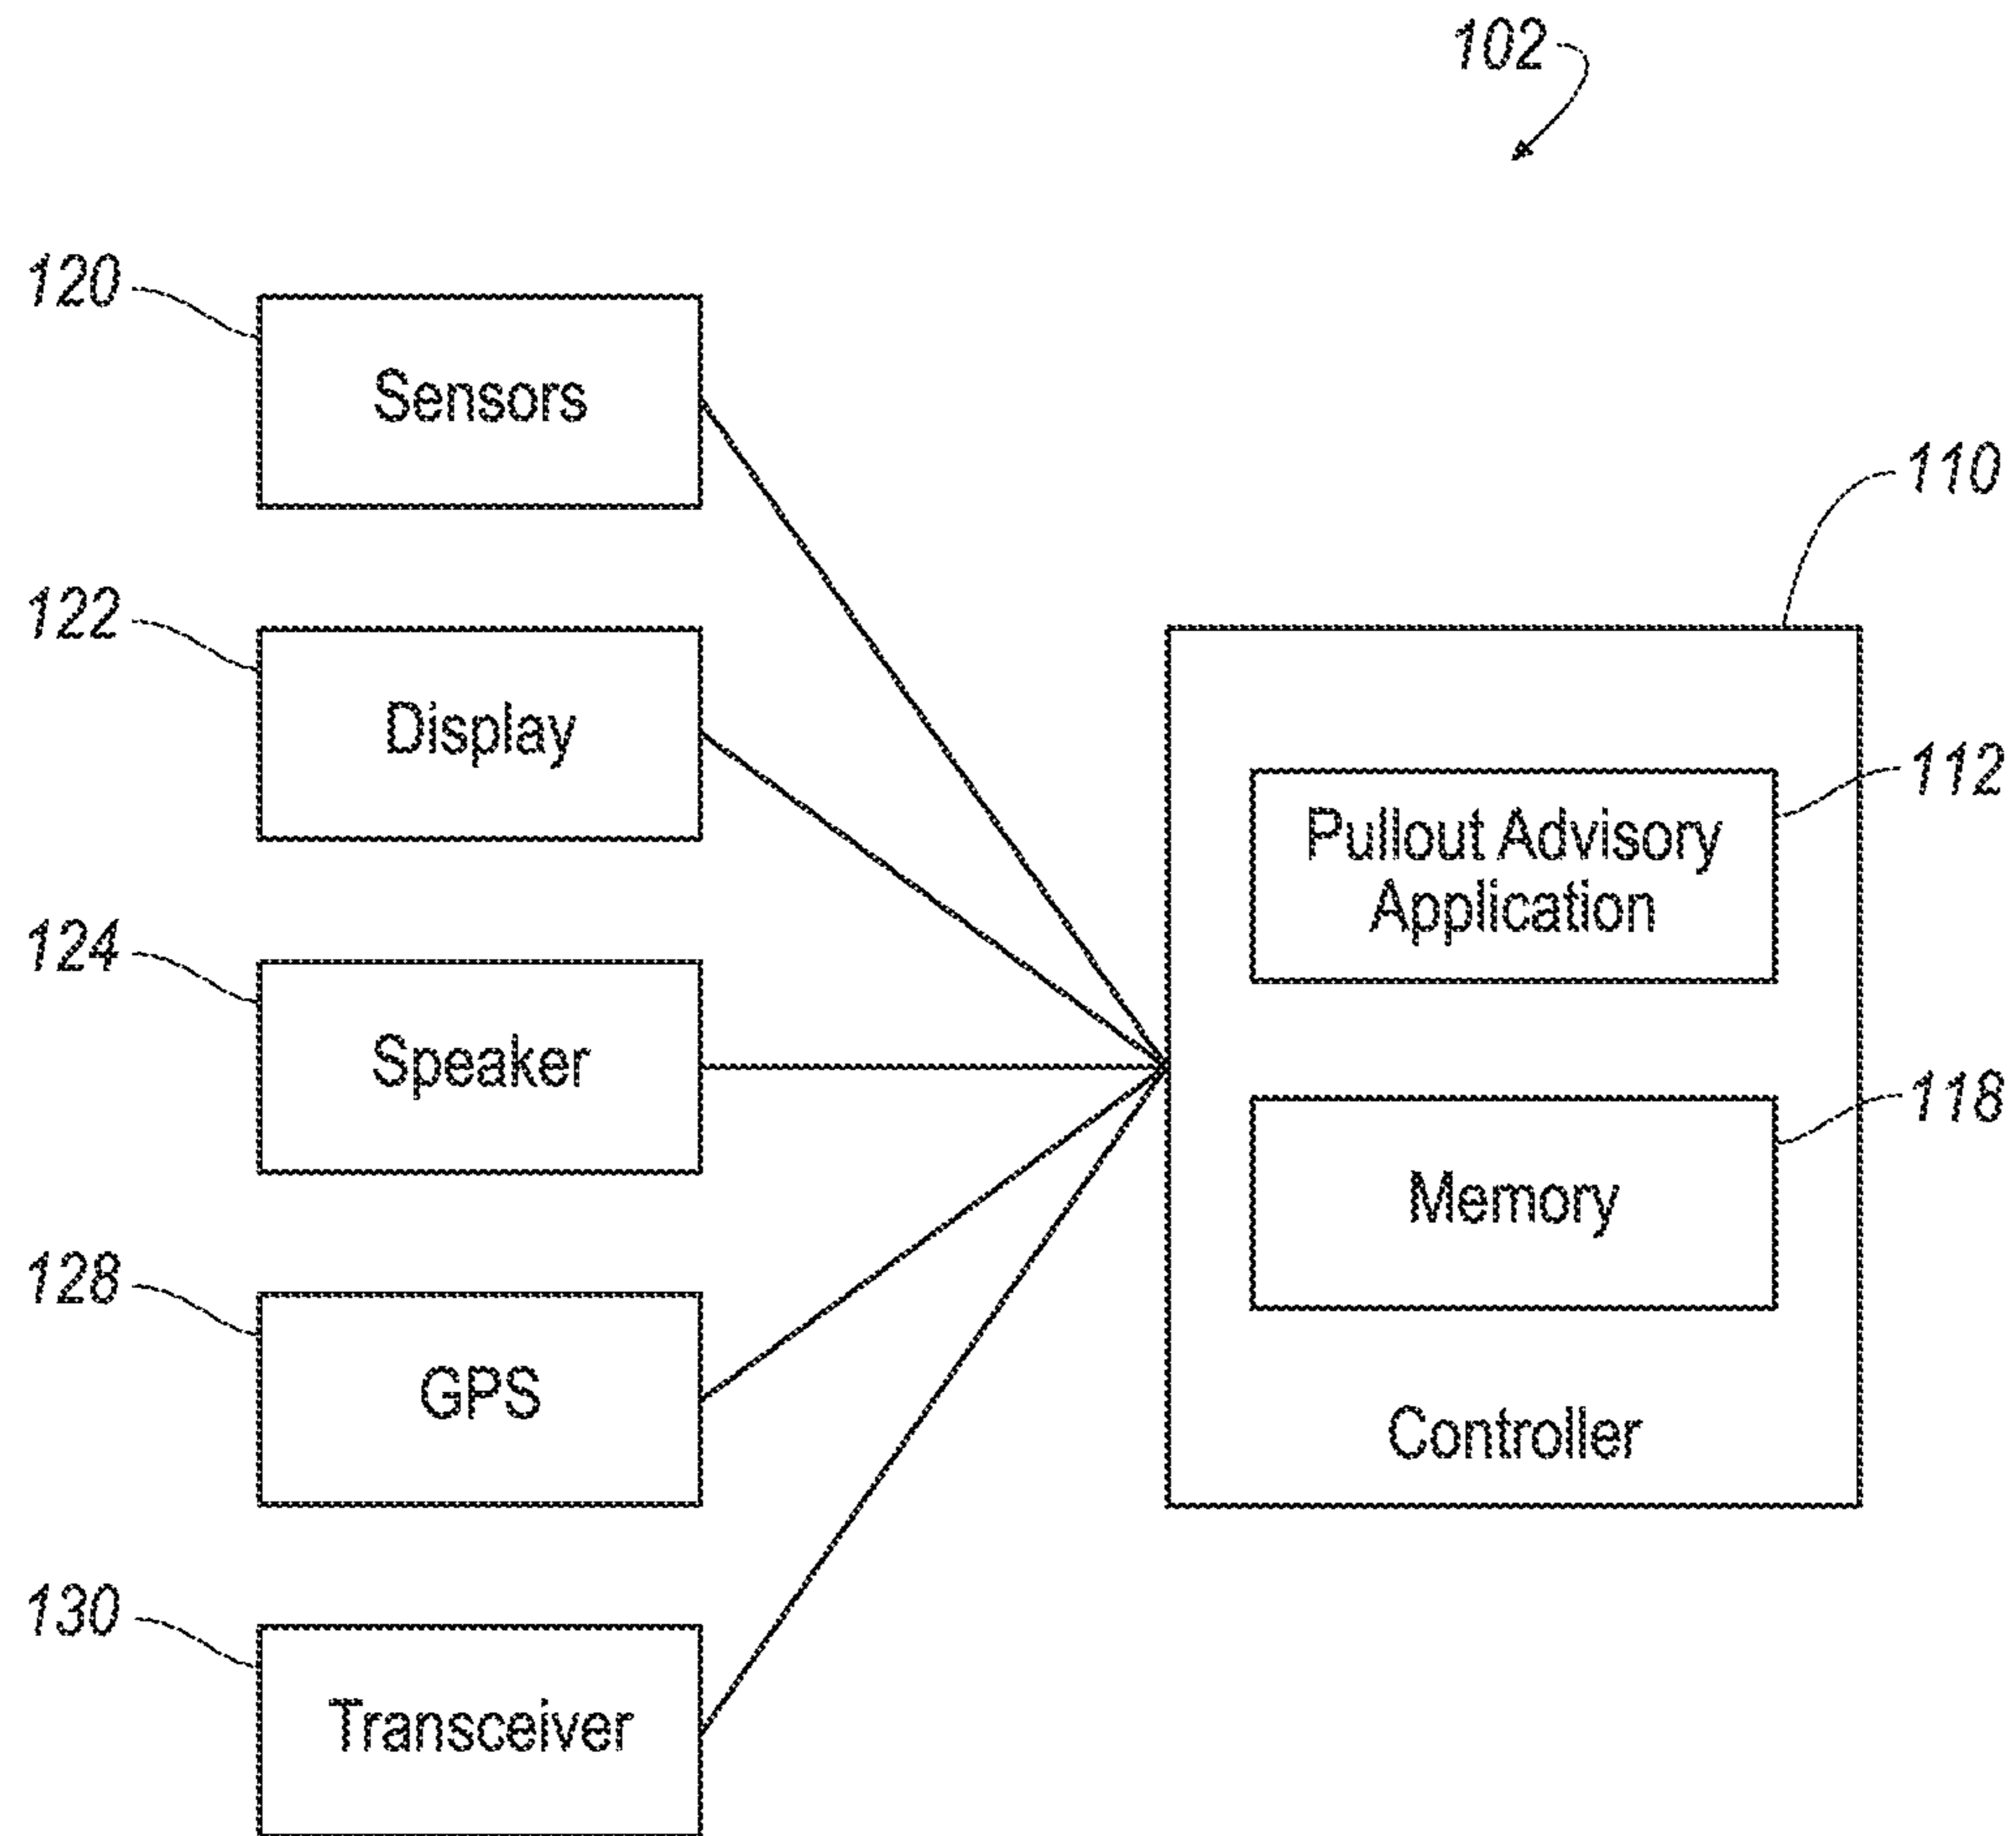 102
120
Sensors
110
122
Display
112
Pullout Advisory
Application
124
Speaker
118
Memory
128
GPS
Controller
130
Transceiver